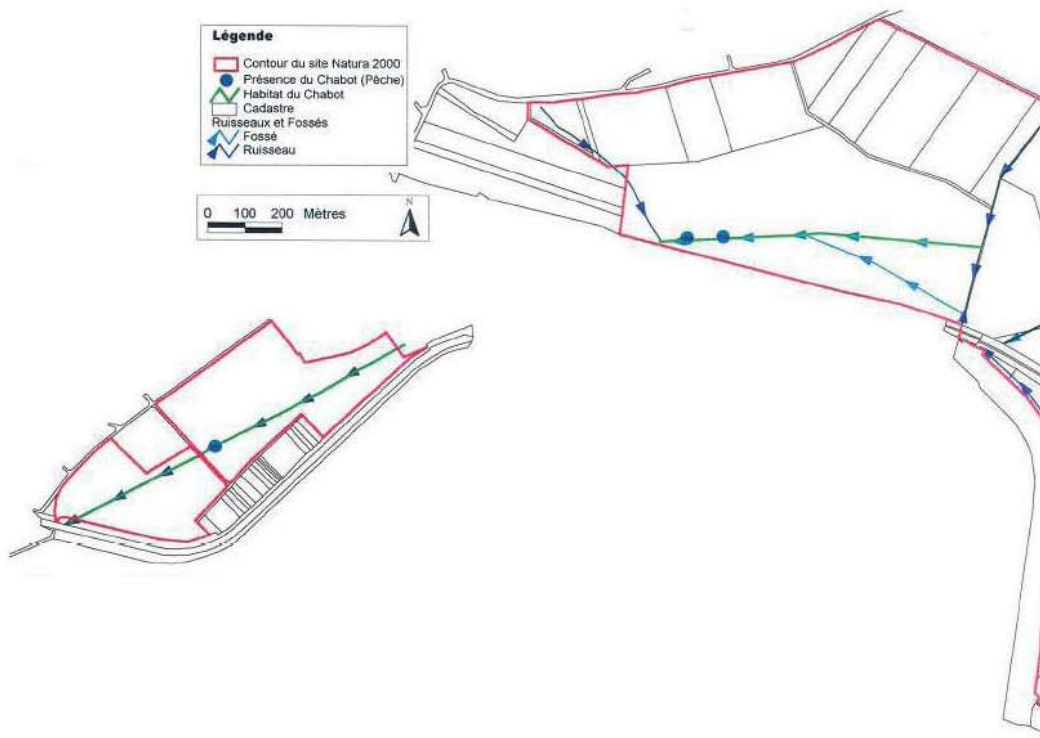 Légende
Contour du site Natura 2000
Présence du Chabot (Pêche)
Habitat du Chabot
Cadastre
Ruisseaux et Fossés
Fossé
Ruisseau
0 100 200 Mètres
N